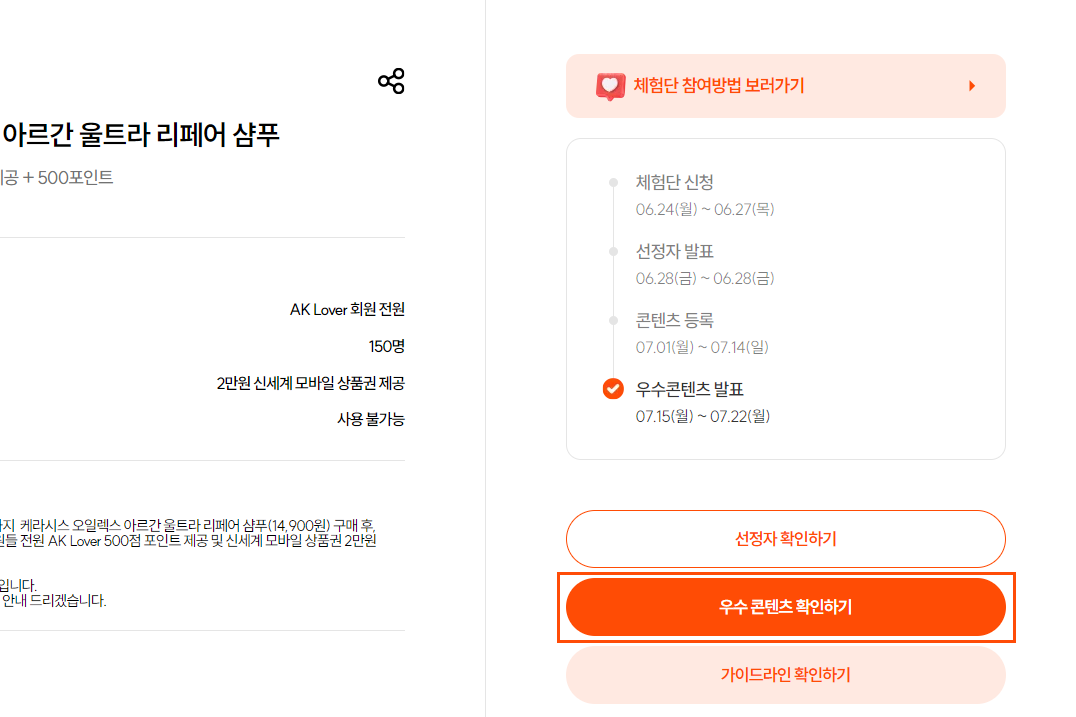 아르간 울트라 리페어 샴푸
공 + 500포인트
AK Lover 회원 전원
150명
2만원 신세계 모바일 상품권 제공
사용 불가능
지 케라시스 오일렉스 아르간 울트라 리페어 샴푸(14,900원) 구매 후,
원들 전원 AK Lover 500점 포인트 제공 및 신세계 모바일 상품권 2만원
입니다.
안내 드리겠습니다.
체험단 참여방법 보러가기
체험단 신청
06.24(월) ~ 06.27(목)
선정자 발표
06.28(금) ~ 06.28(금)
콘텐츠 등록
07.01(월) ~ 07.14(일)
우수콘텐츠 발표
07.15(월) ~ 07.22(월)
선정자 확인하기
우수 콘텐츠 확인하기
가이드라인 확인하기